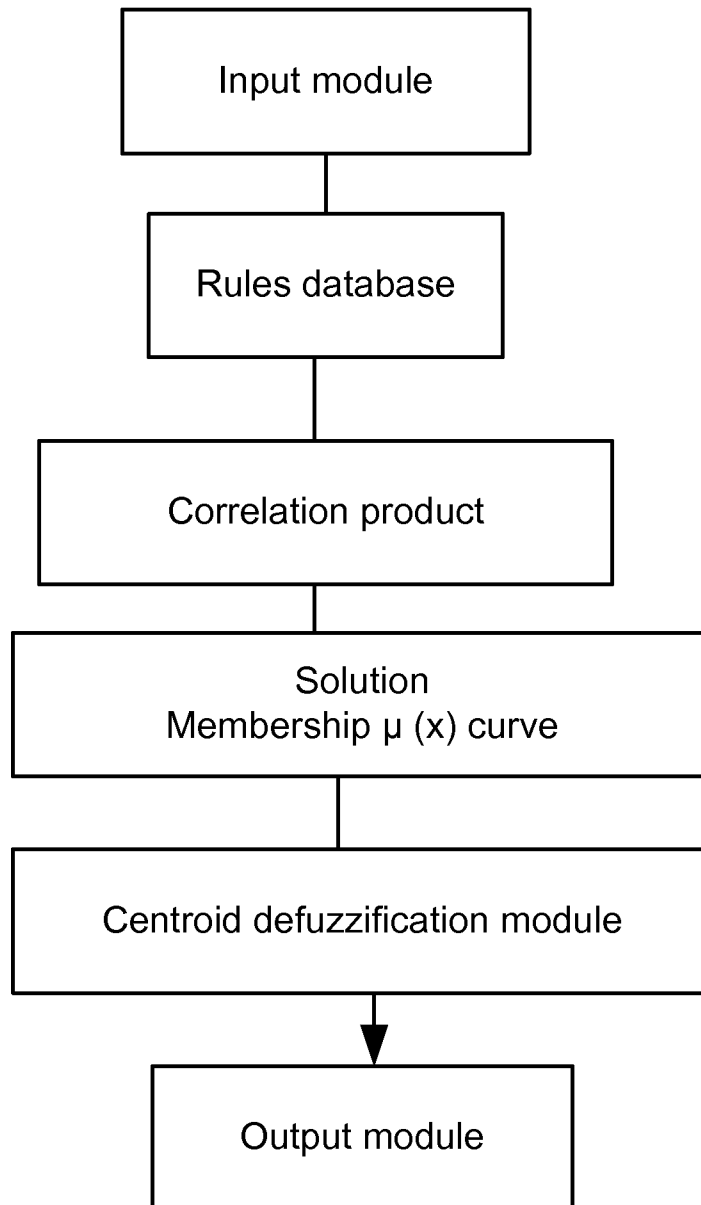 Input module
Rules database
Correlation product
Solution
Membership µ (x) curve
Centroid defuzzification module
Output module